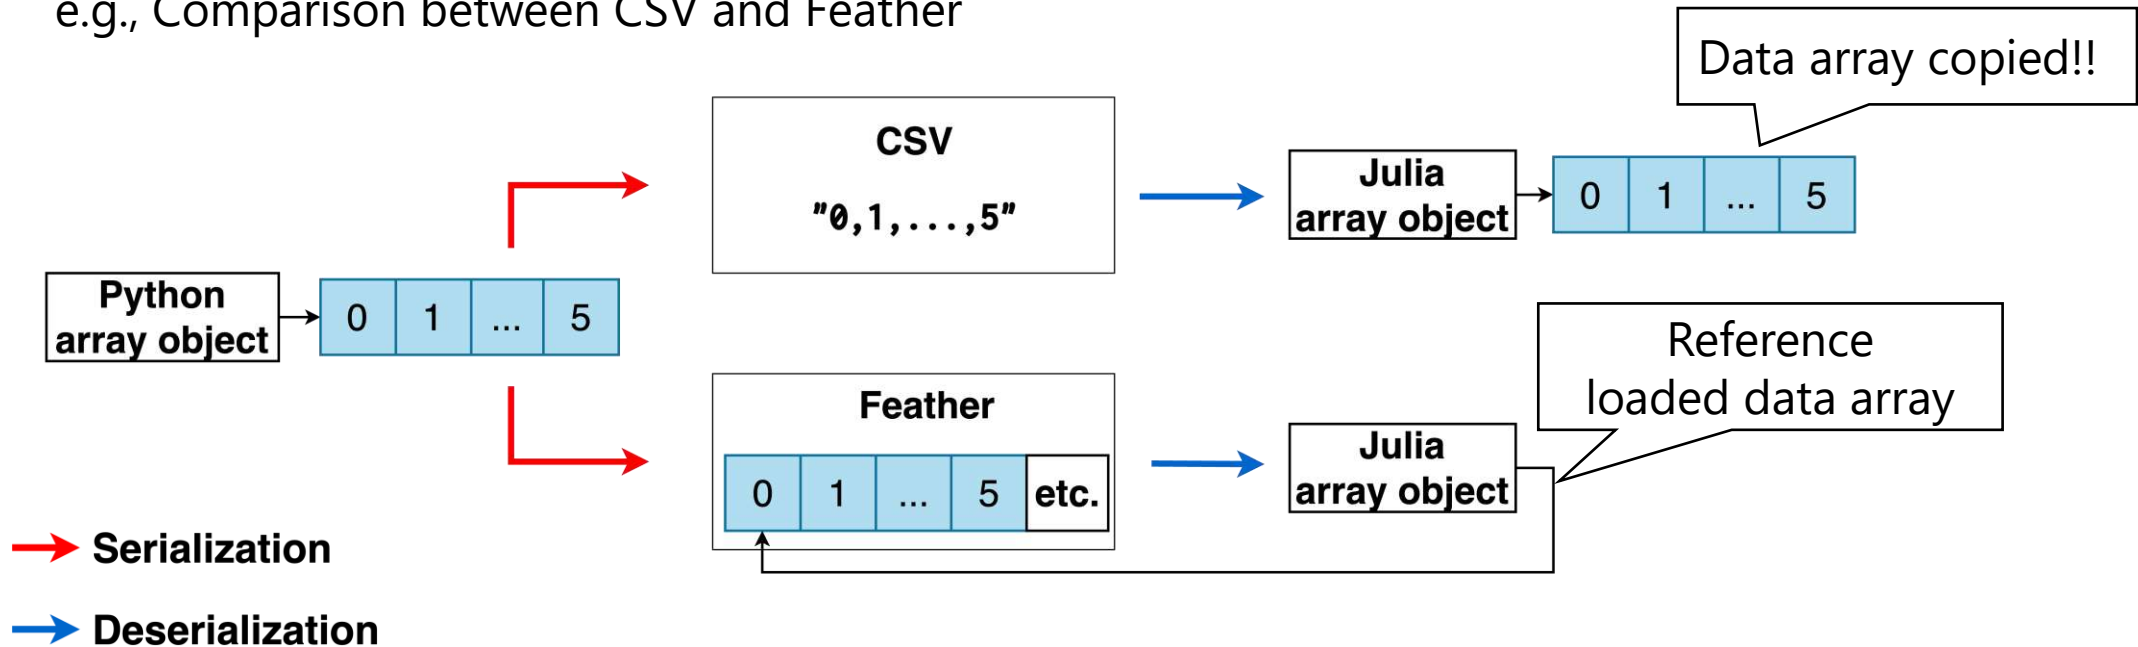 e.g., Comparison between CSV and Feather
Data array copied!!
CSV
"0,1,...,5"
Julia
array object
0 1 ... 5
Python
array object
0 1 ... 5
Reference
loaded data array
Feather
0 1 ... 5 etc.
Julia
array object
Serialization
Deserialization